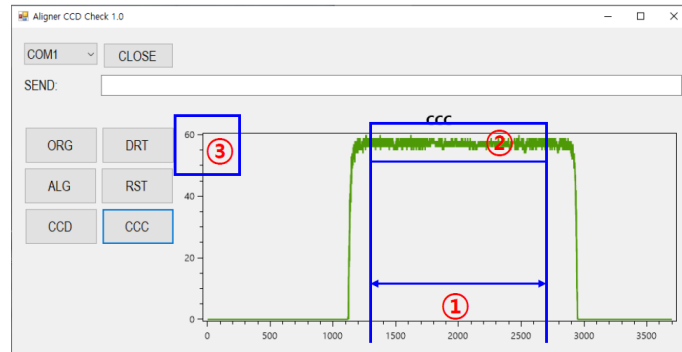 Aligner CCD Check 1.0
COM1 CLOSE
SEND:
CCC
ORG DRT
ALG RST
CCD CCC
60
40
20
0
③
②
①
0 500 1000 1500 2000 2500 3000 3500